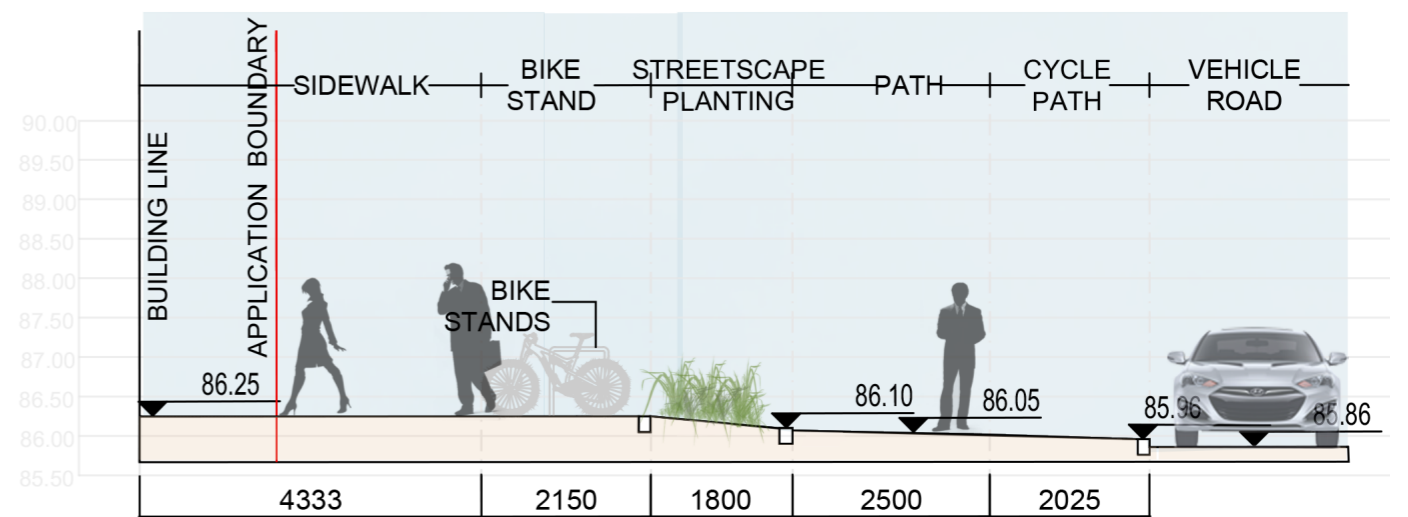 SIDEWALK
BIKE
STAND
STREETSCAPE
PLANTING
PATH
CYCLE
PATH
VEHICLE
ROAD
BUILDING LINE
APPLICATION BOUNDARY
90.00
89.50
89.00
88.50
88.00
87.50
87.00
86.50
86.00
85.50
BIKE
STANDS
86.25
86.10
86.05
85.96
85.86
4333
2150
1800
2500
2025